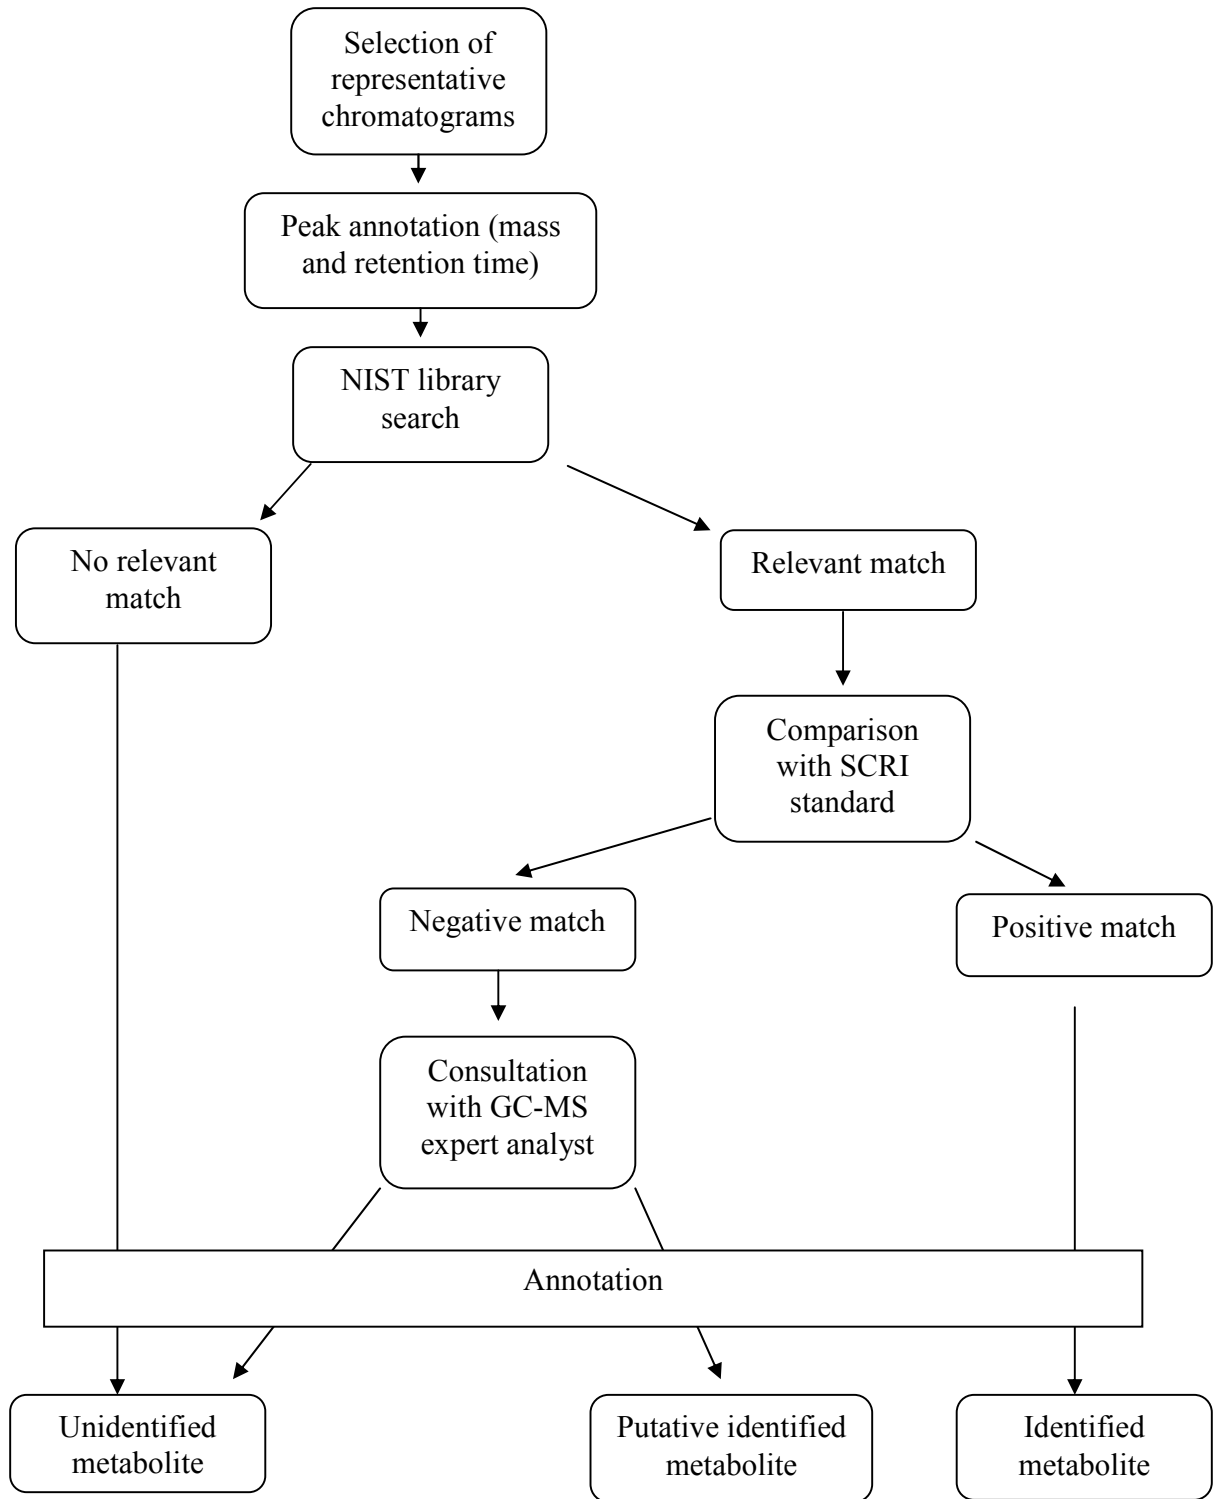 Selection of
representative
chromatograms
Peak annotation (mass
and retention time)
NIST library
search
No relevant
match
Relevant match
Comparison
with SCRI
standard
Negative match
Positive match
Consultation
with GC-MS
expert analyst
Annotation
Unidentified
metabolite
Putative identified
metabolite
Identified
metabolite